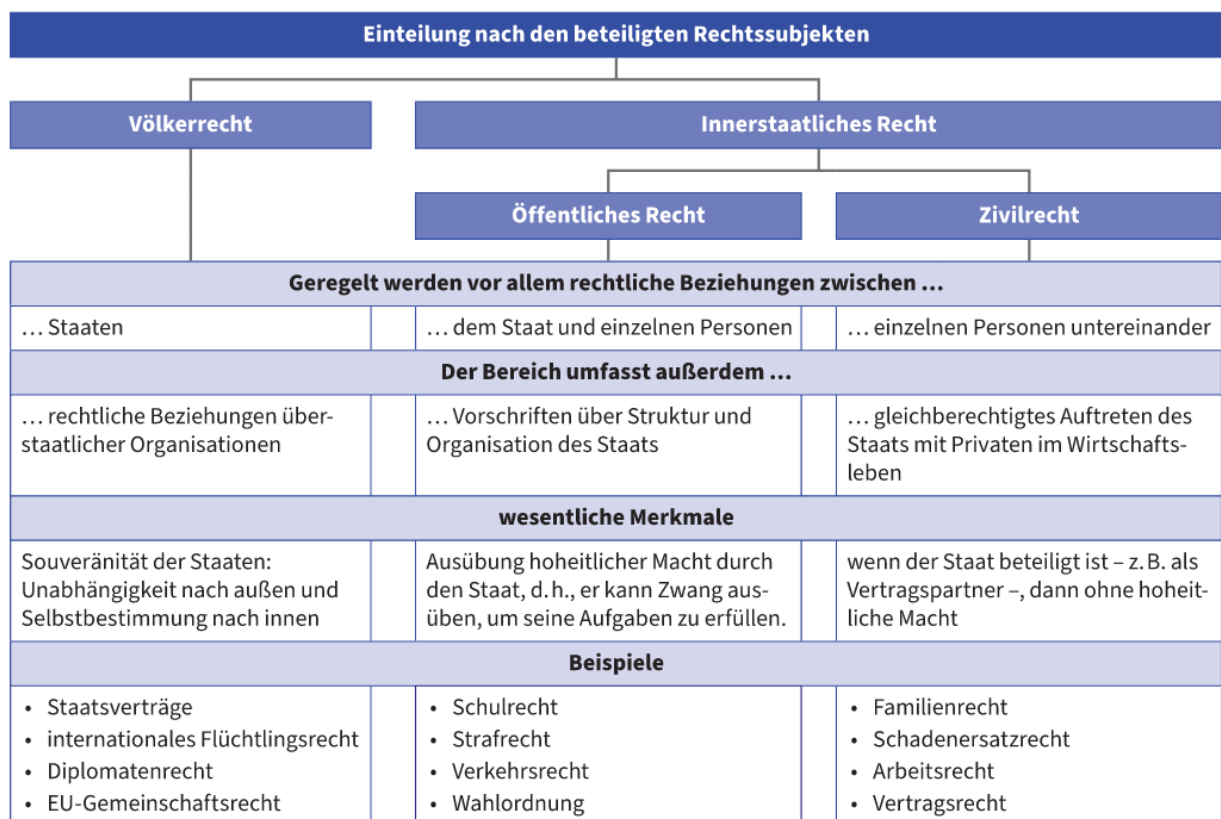 Einteilung nach den beteiligten Rechtssubjekten
Völkerrecht
Innerstaatliches Recht
Öffentliches Recht
Zivilrecht
Geregelt werden vor allem rechtliche Beziehungen zwischen …
… Staaten
… dem Staat und einzelnen Personen
… einzelnen Personen untereinander
Der Bereich umfasst außerdem …
… rechtliche Beziehungen über-
staatlicher Organisationen
… Vorschriften über Struktur und
Organisation des Staats
… gleichberechtigtes Auftreten des
Staats mit Privaten im Wirtschafts-
leben
wesentliche Merkmale
Souveränität der Staaten:
Unabhängigkeit nach außen und
Selbstbestimmung nach innen
Ausübung hoheitlicher Macht durch
den Staat, d. h., er kann Zwang aus-
üben, um seine Aufgaben zu erfüllen.
wenn der Staat beteiligt ist – z. B. als
Vertragspartner –, dann ohne hoheit-
liche Macht
Beispiele
• Staatsverträge
• internationales Flüchtlingsrecht
• Diplomatenrecht
• EU-Gemeinschaftsrecht
• Schulrecht
• Strafrecht
• Verkehrsrecht
• Wahlordnung
• Familienrecht
• Schadenersatzrecht
• Arbeitsrecht
• Vertragsrecht